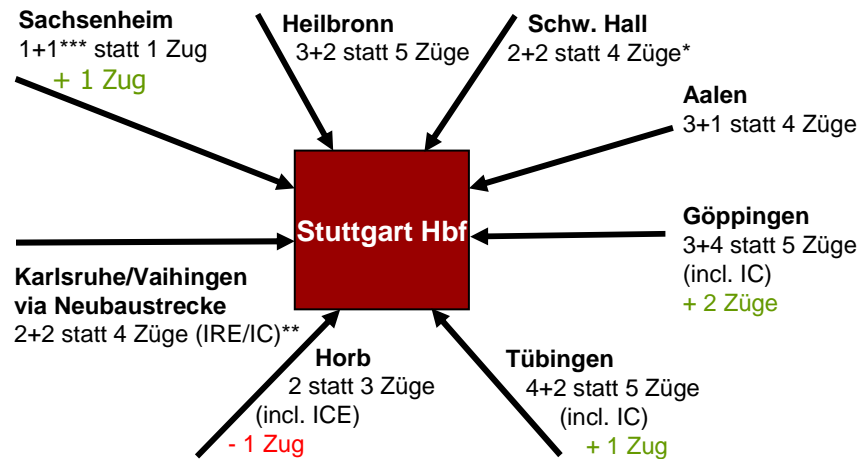 Sachsenheim
1+1*** statt 1 Zug
+ 1 Zug
Heilbronn
3+2 statt 5 Züge
Schw. Hall
2+2 statt 4 Züge*
Aalen
3+1 statt 4 Züge
Stuttgart Hbf
Göppingen
3+4 statt 5 Züge
(incl. IC)
+ 2 Züge
Karlsruhe/Vaihingen
via Neubaustrecke
2+2 statt 4 Züge (IRE/IC)**
Horb
2 statt 3 Züge
(incl. ICE)
- 1 Zug
Tübingen
4+2 statt 5 Züge
(incl. IC)
+ 1 Zug